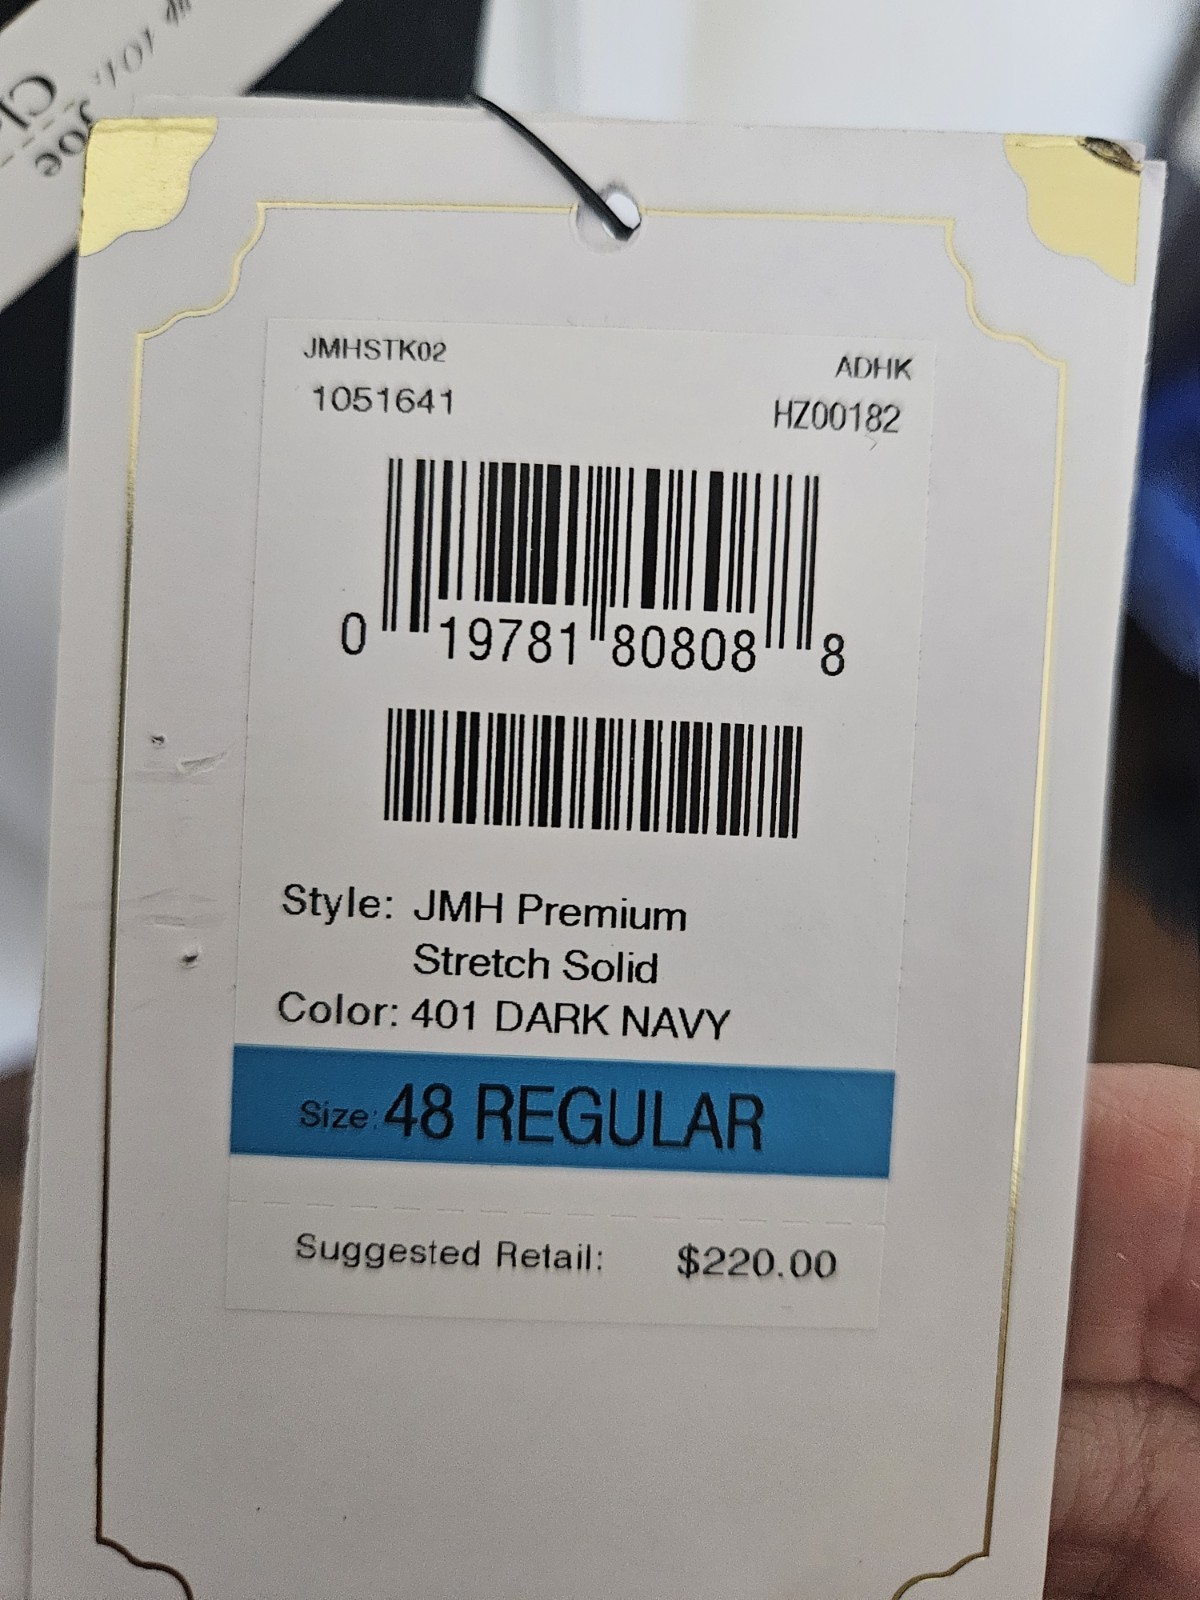 Joe
JMHSTK02 ADHK
1051641 HZ00182
0 19781 80808 8
Style: JMH Premium
Stretch Solid
Color: 401 DARK NAVY
Size: 48 REGULAR
Suggested Retail: $220.00